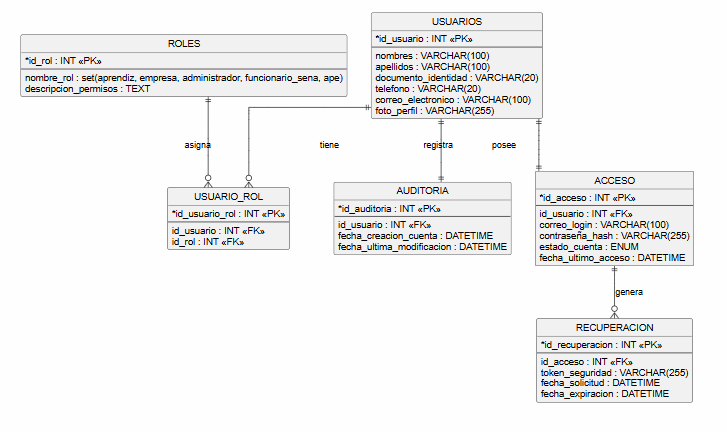 USUARIOS
*id_usuario : INT «PK»
nombres : VARCHAR(100)
apellidos : VARCHAR(100)
documento_identidad : VARCHAR(20)
telefono : VARCHAR(20)
correo_electronico : VARCHAR(100)
foto_perfil : VARCHAR(255)
ROLES
*id_rol : INT «PK»
nombre_rol : set(aprendiz, empresa, administrador, funcionario_sena, ape)
descripcion_permisos : TEXT
asigna
tiene
registra
posee
USUARIO_ROL
*id_usuario_rol : INT «PK»
id_usuario : INT «FK»
id_rol : INT «FK»
AUDITORIA
*id_auditoria : INT «PK»
id_usuario : INT «FK»
fecha_creacion_cuenta : DATETIME
fecha_ultima_modificacion : DATETIME
ACCESO
*id_acceso : INT «PK»
id_usuario : INT «FK»
correo_login : VARCHAR(100)
contraseña_hash : VARCHAR(255)
estado_cuenta : ENUM
fecha_ultimo_acceso : DATETIME
genera
RECUPERACION
*id_recuperacion : INT «PK»
id_acceso : INT «FK»
token_seguridad : VARCHAR(255)
fecha_solicitud : DATETIME
fecha_expiracion : DATETIME